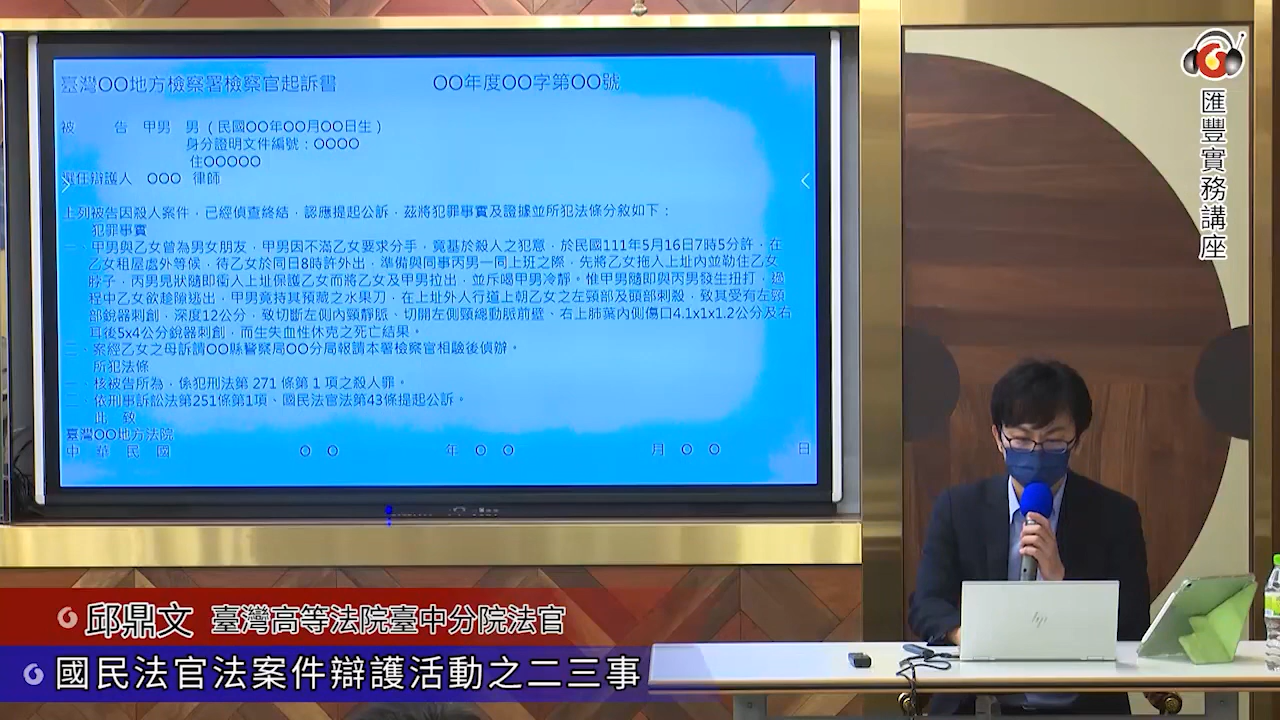 臺灣OO地方檢察署檢察官起訴書 OO年度OO字第OO號
被 告 甲男 男（民國OO年OO月OO日生）
身分證明文件編號：OOOO
住OOOOO
選任辯護人 OOO 律師
上列被告因殺人案件，已經偵查終結，認應提起公訴，茲將犯罪事實及證據並所犯法條分敘如下：
犯罪事實
一、甲男與乙女曾為男女朋友，甲男因不滿乙女要求分手，竟基於殺人之犯意，於民國111年5月16日7時5分許，在
乙女租屋處外等候，待乙女於同日8時許外出，準備與同事丙男一同上班之際，先將乙女拖入上址內並勒住乙女
脖子，丙男見狀隨即衝入上址保護乙女而將乙女及甲男拉出，並斥喝甲男冷靜。惟甲男隨即與丙男發生扭打，過
程中乙女欲趁隙逃出，甲男竟持其預藏之水果刀，在上址外人行道上朝乙女之左頸部及頭部刺殺，致其受有左頸
部銳器刺創，深度12公分，致切斷左側內頸靜脈、切開左側頸總動脈前壁、右上肺葉內側傷口4.1x1x1.2公分及右
耳後5x4公分銳器刺創，而生失血性休克之死亡結果。
二、案經乙女之母訴請OO縣警察局OO分局報請本署檢察官相驗後偵辦。
所犯法條
一、核被告所為，係犯刑法第 271 條第 1 項之殺人罪。
二、依刑事訴訟法第251條第1項、國民法官法第43條提起公訴。
此 致
臺灣OO地方法院
中 華 民 國 O O 年 O O 月 O O 日
匯豐實務講座
hp
邱鼎文 臺灣高等法院臺中分院法官
國民法官法案件辯護活動之二三事